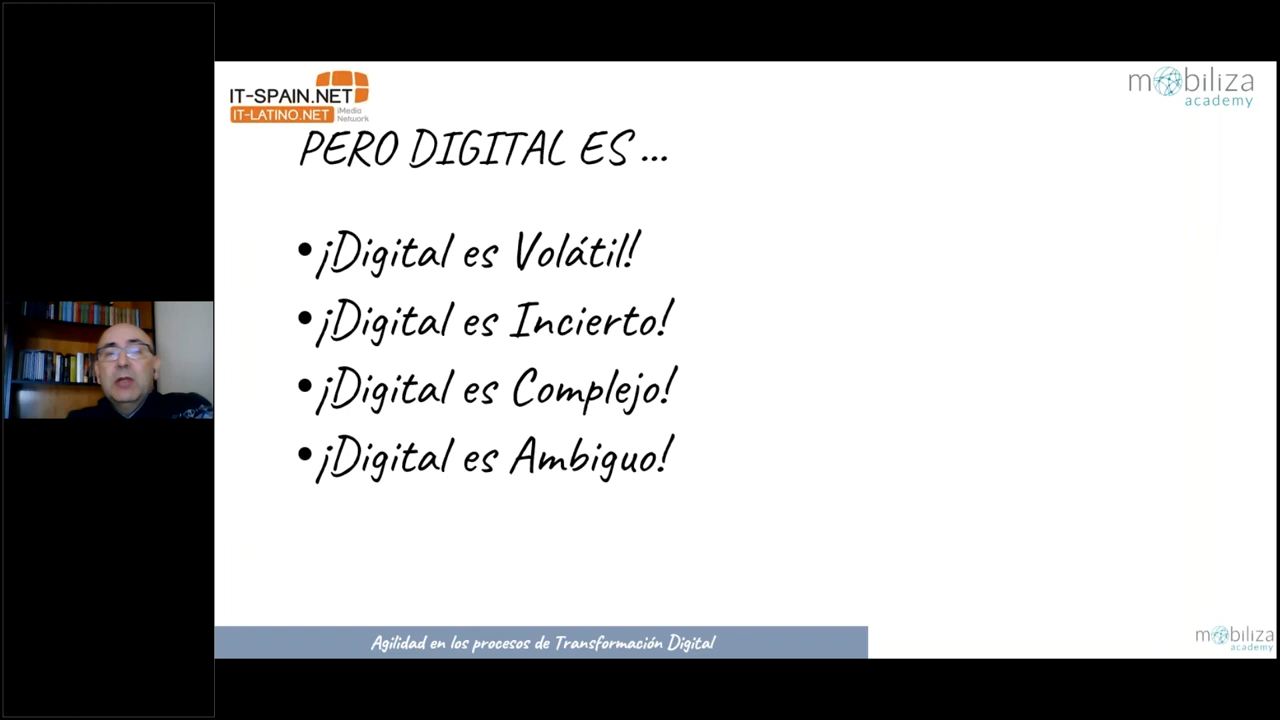 IT-SPAIN.NET
IT-LATINO.NET iMedia Network
mobiliza
academy
PERO DIGITAL ES ...
• ¡Digital es Volátil!
• ¡Digital es Incierto!
• ¡Digital es Complejo!
• ¡Digital es Ambiguo!
Agilidad en los procesos de Transformación Digital
mobiliza
academy